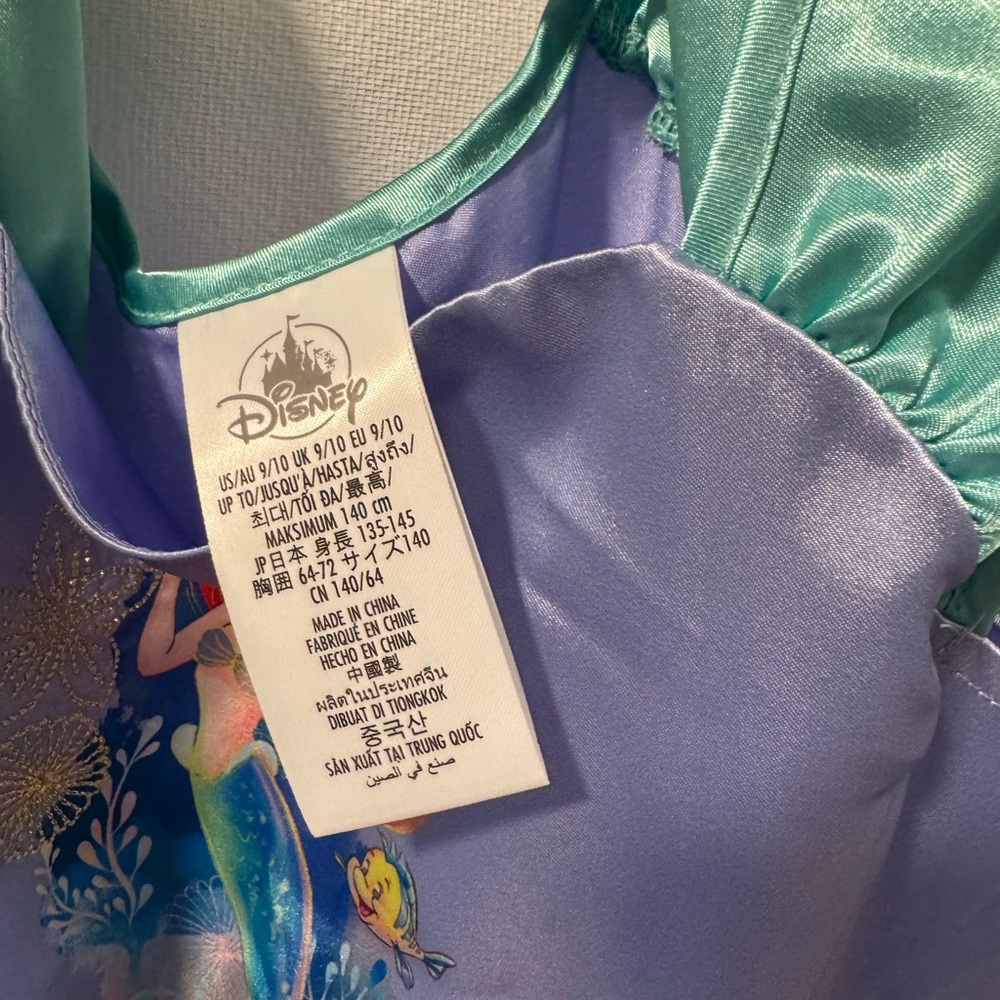 DISNEY
US/AU 9/10 UK 9/10 EU 9/10
UP TO/JUSQU'À/HASTA/สูงถึง/
최대/TỐI ĐA/最高/
MAKSIMUM 140 cm
JP日本 身長 135-145
胸囲 64-72 サイズ140
CN 140/64
MADE IN CHINA
FABRIQUÉ EN CHINE
HECHO EN CHINA
中國製
ผลิตในประเทศจีน
DIBUAT DI TIONGKOK
중국산
SẢN XUẤT TẠI TRUNG QUỐC
صنع في الصين